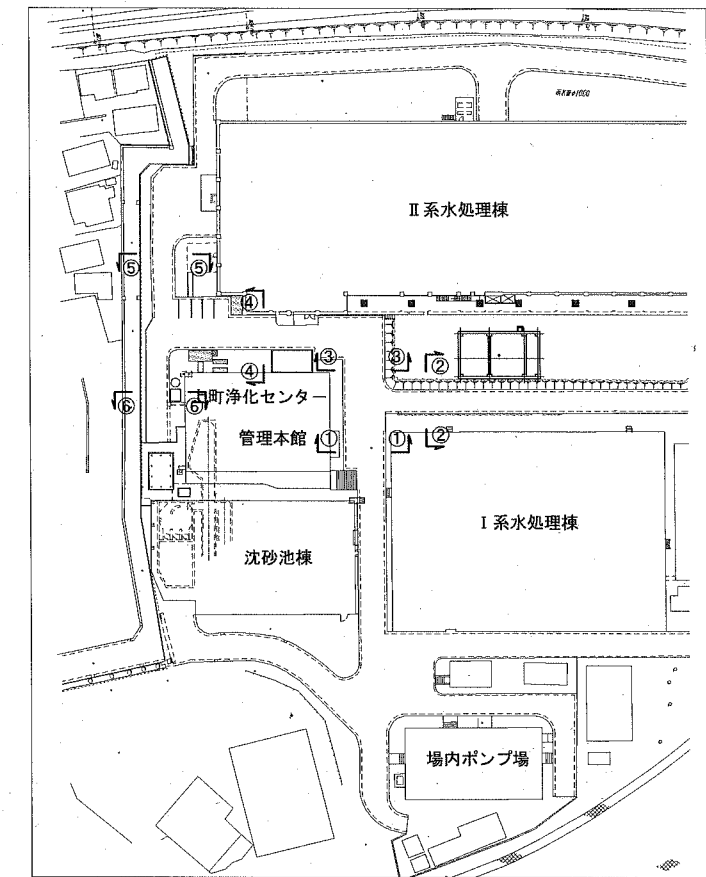 Ⅱ系水処理棟
⑤
⑤
④
③
③
②
④
⑥
⑥
浄化センター
管理本館
①
①
②
Ⅰ系水処理棟
沈砂池棟
場内ポンプ場